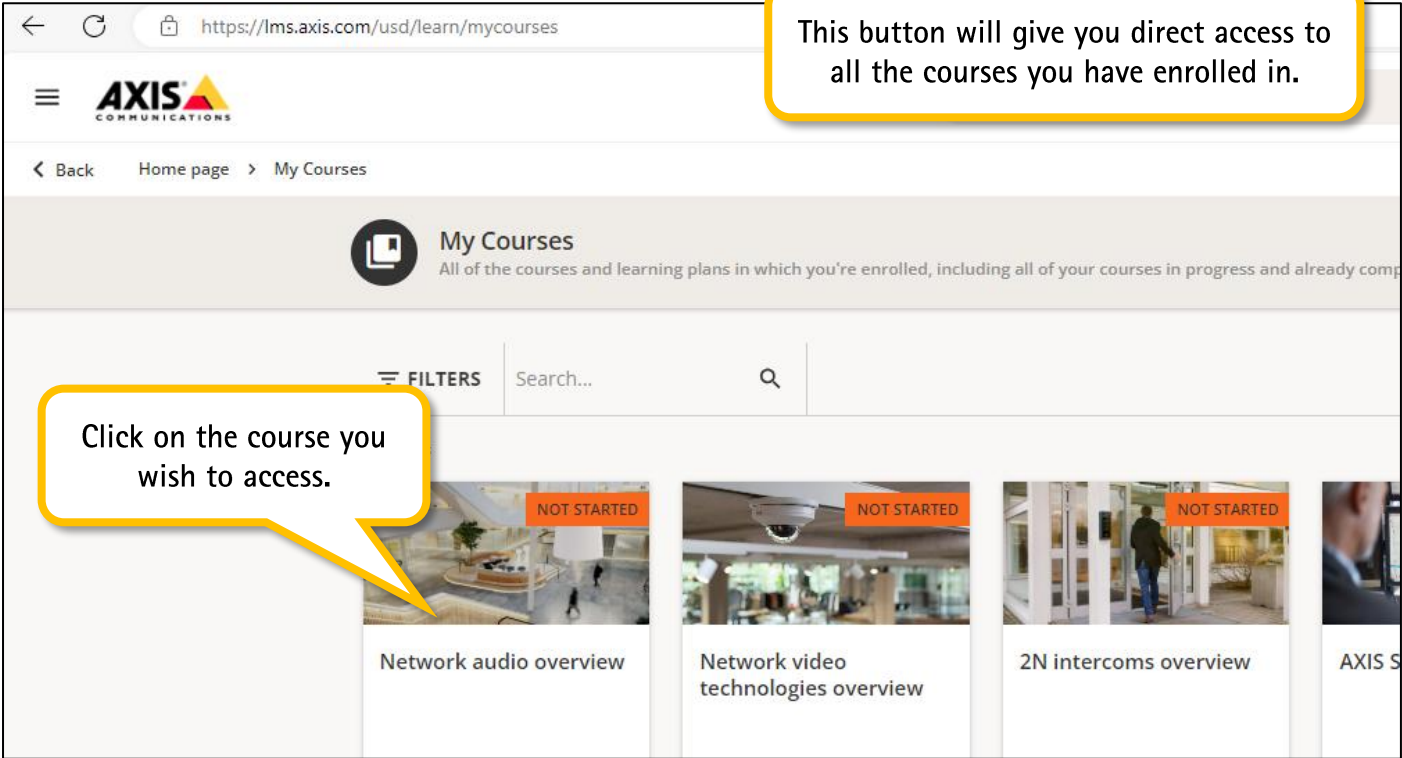 https://lms.axis.com/usd/learn/mycourses
This button will give you direct access to
all the courses you have enrolled in.
AXIS
COMMUNICATIONS
Back Home page > My Courses
My Courses
All of the courses and learning plans in which you're enrolled, including all of your courses in progress and already comp
FILTERS Search...
Click on the course you
wish to access.
NOT STARTED NOT STARTED NOT STARTED
Network audio overview
Network video
technologies overview
2N intercoms overview
AXIS S